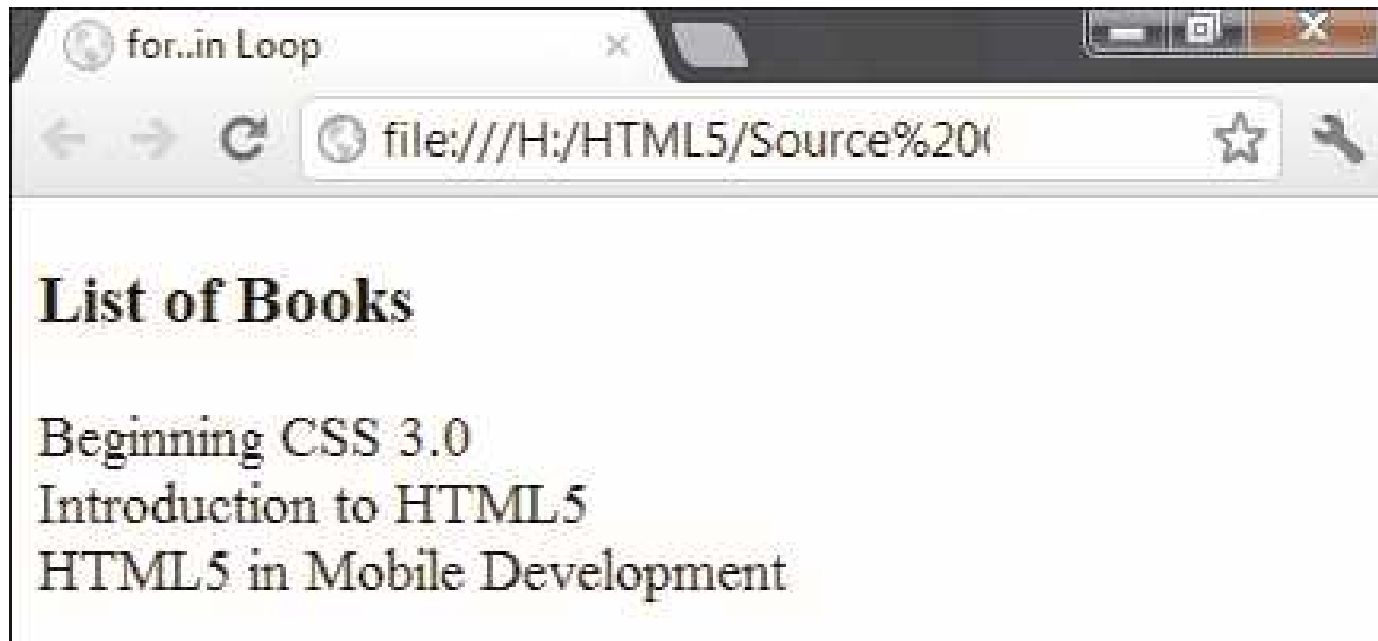 for..in Loop
file:///H:/HTML5/Source%20(
List of Books
Beginning CSS 3.0
Introduction to HTML5
HTML5 in Mobile Development